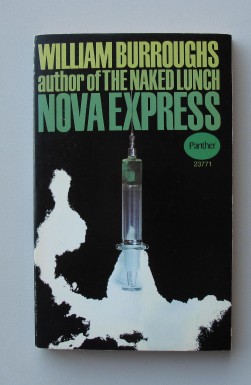 WILLIAM BURROUGHS
author of THE NAKED LUNCH
NOVA EXPRESS
Panther
23771